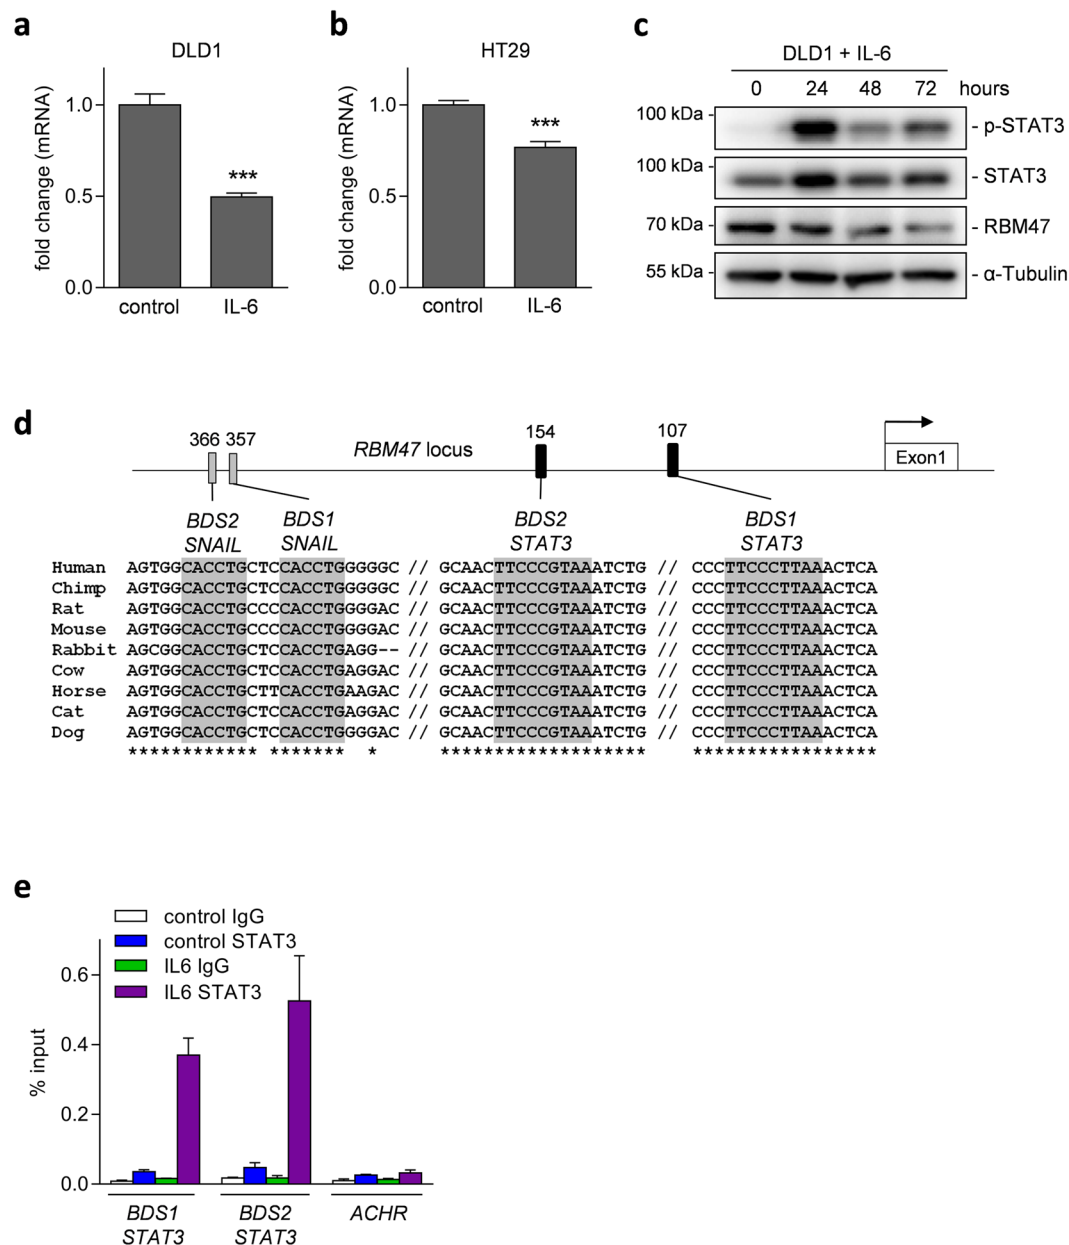 a
DLD1
fold change (mRNA)
1.0
0.5
0.0
***
control IL-6
b
HT29
fold change (mRNA)
1.0
0.5
0.0
***
control IL-6
c
DLD1 + IL-6
0 24 48 72 hours
100 kDa - - p-STAT3
100 kDa - - STAT3
70 kDa - - RBM47
55 kDa - - α-Tubulin
d
366 357 RBM47 locus 154 107
Exon1
BDS2 BDS1 BDS2 BDS1
SNAIL SNAIL STAT3 STAT3
Human AGTGGCACCTGCTCCACCTGGGGGC // GCAACTTCCCGTAAATCTG // CCCTTCCCTTAAACTCA
Chimp AGTGGCACCTGCTCCACCTGGGGGC // GCAACTTCCCGTAAATCTG // CCCTTCCCTTAAACTCA
Rat AGTGGCACCTGCCCCACCTGGGGAC // GCAACTTCCCGTAAATCTG // CCCTTCCCTTAAACTCA
Mouse AGTGGCACCTGCCCCACCTGGGGAC // GCAACTTCCCGTAAATCTG // CCCTTCCCTTAAACTCA
Rabbit AGCGGCACCTGCTCCACCTGAGG-- // GCAACTTCCCGTAAATCTG // CCCTTCCCTTAAACTCA
Cow AGTGGCACCTGCTCCACCTGAGGAC // GCAACTTCCCGTAAATCTG // CCCTTCCCTTAAACTCA
Horse AGTGGCACCTGCTTCACCTGAAGAC // GCAACTTCCCGTAAATCTG // CCCTTCCCTTAAACTCA
Cat AGTGGCACCTGCTCCACCTGAGGAC // GCAACTTCCCGTAAATCTG // CCCTTCCCTTAAACTCA
Dog AGTGGCACCTGCTCCACCTGGGGAC // GCAACTTCCCGTAAATCTG // CCCTTCCCTTAAACTCA
************ ******* * ******************* *****************
e
control IgG
control STAT3
IL6 IgG
IL6 STAT3
% input
0.6
0.4
0.2
0.0
BDS1 BDS2 ACHR
STAT3 STAT3